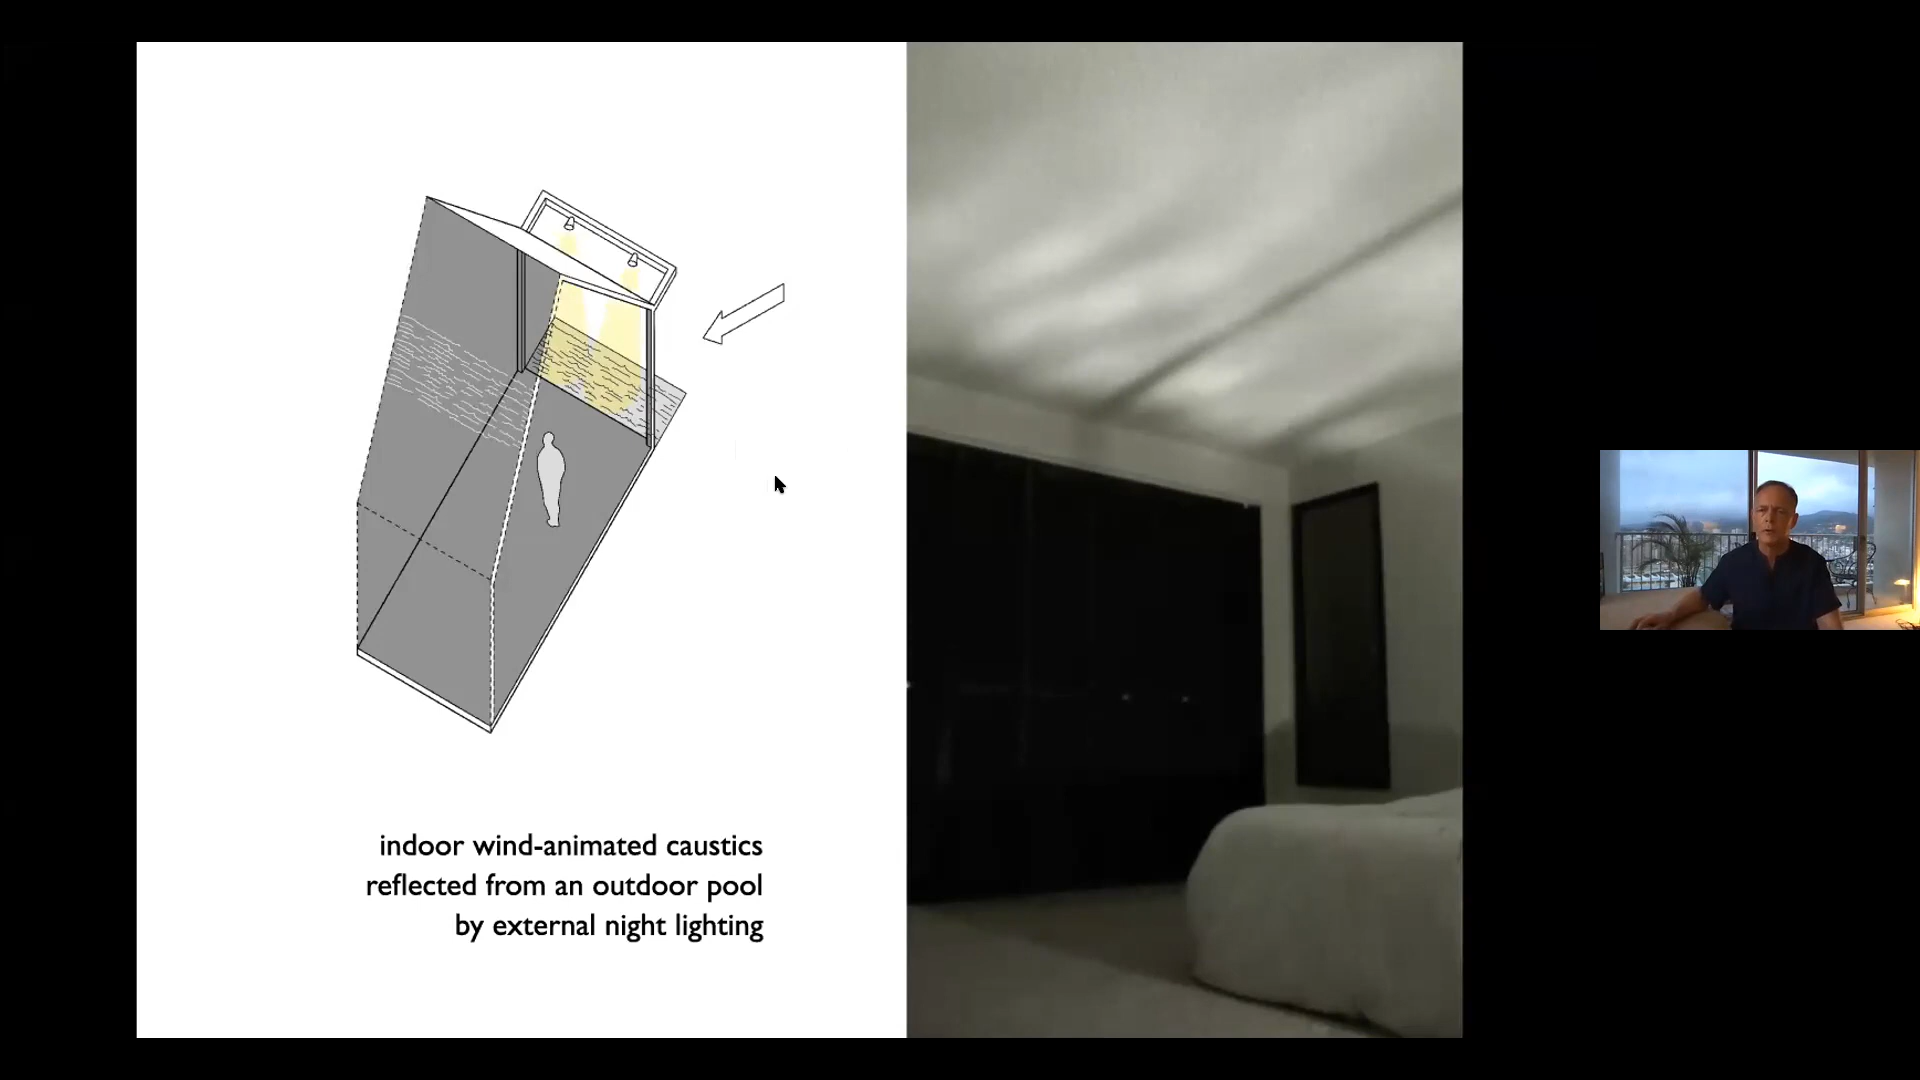 indoor wind-animated caustics
reflected from an outdoor pool
by external night lighting